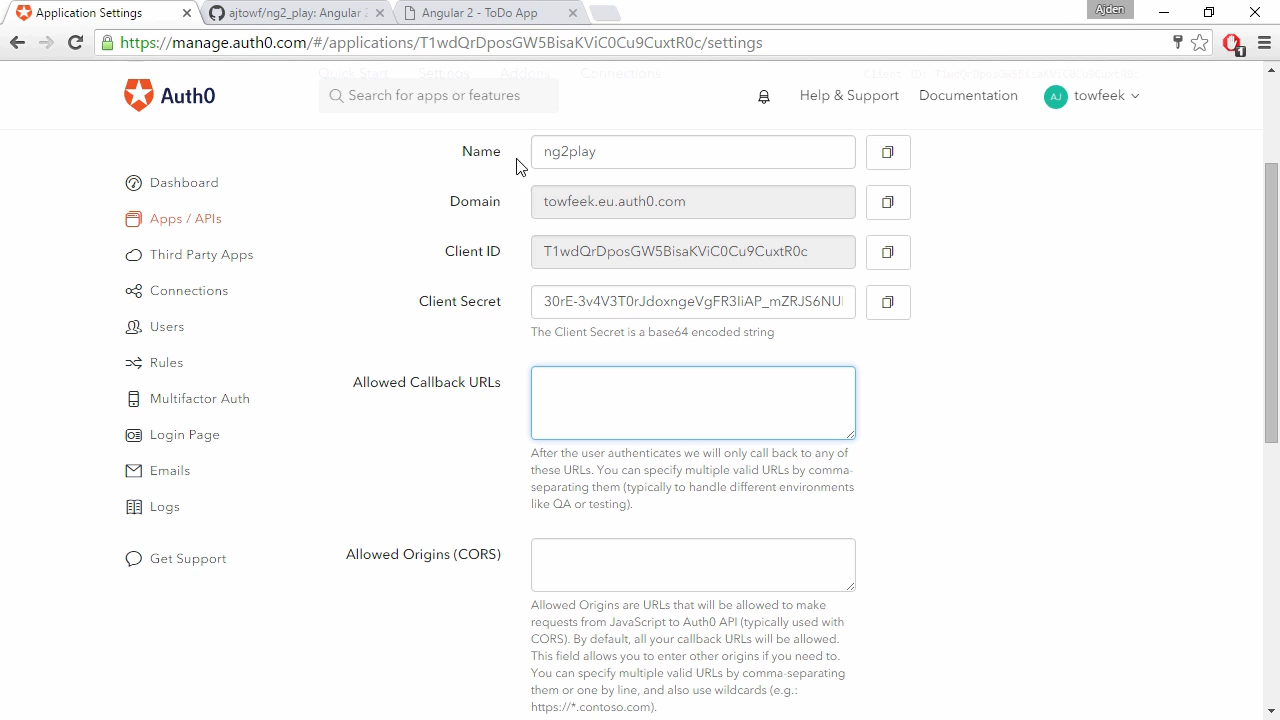 Application Settings
ajtowf/ng2_play: Angular 2
Angular 2 - ToDo App
Ajden
https://manage.auth0.com/#/applications/T1wdQrDposGW5BisaKViC0Cu9CuxtR0c/settings
1
Quick Start Settings Addons Connections
Auth0
Search for apps or features
Help & Support
Documentation
AJ
towfeek
Dashboard
Apps / APIs
Third Party Apps
Connections
Users
Rules
Multifactor Auth
Login Page
Emails
Logs
Get Support
Name
ng2play
Domain
towfeek.eu.auth0.com
Client ID
T1wdQrDposGW5BisaKViC0Cu9CuxtR0c
Client Secret
30rE-3v4V3T0rJdoxngeVgFR3IiAP_mZRJS6NU
The Client Secret is a base64 encoded string
Allowed Callback URLs
After the user authenticates we will only call back to any of
these URLs. You can specify multiple valid URLs by comma-
separating them (typically to handle different environments
like QA or testing).
Allowed Origins (CORS)
Allowed Origins are URLs that will be allowed to make
requests from JavaScript to Auth0 API (typically used with
CORS). By default, all your callback URLs will be allowed.
This field allows you to enter other origins if you need to.
You can specify multiple valid URLs by comma-separating
them or one by line, and also use wildcards (e.g.:
https://*.contoso.com).